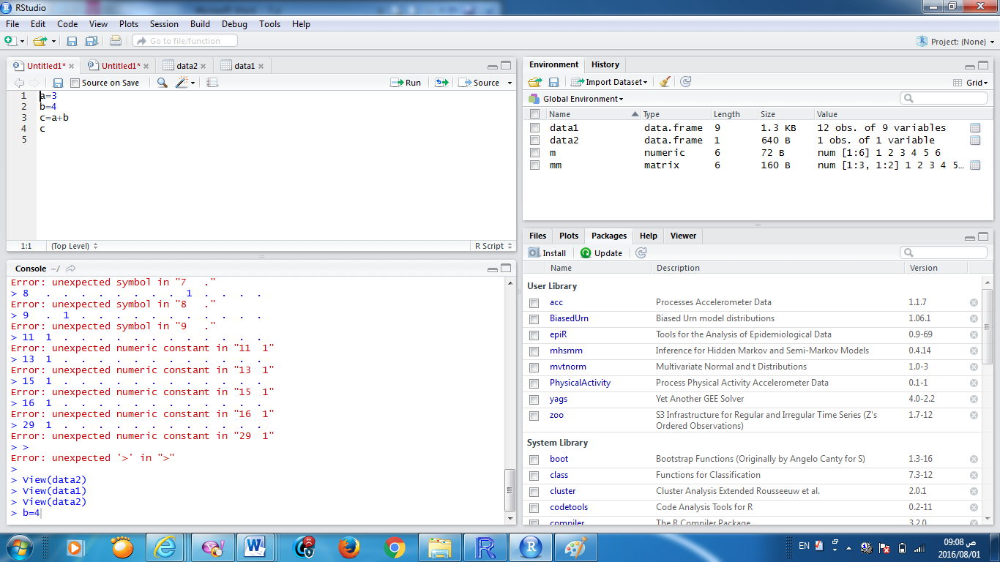 RStudio
File Edit Code View Plots Session Build Debug Tools Help
Go to file/function
Project: (None)
Untitled1* Untitled1* data2 data1
Source on Save Run Source
1 a=3
2 b=4
3 c=a+b
4 c
5
1:1 (Top Level) R Script
Console ~/
Error: unexpected symbol in "7   ."
> 8   .  .  .  .  .  .  .  .  1  .  .  .  .
Error: unexpected symbol in "8   ."
> 9   .  1  .  .  .  .  .  .  .  .  .  .  .
Error: unexpected symbol in "9   ."
> 11  1  .  .  .  .  .  .  .  .  .  .  .
Error: unexpected numeric constant in "11  1"
> 13  1  .  .  .  .  .  .  .  .  .  .  .
Error: unexpected numeric constant in "13  1"
> 15  1  .  .  .  .  .  .  .  .  .  .  .
Error: unexpected numeric constant in "15  1"
> 16  1  .  .  .  .  .  .  .  .  .  .  .
Error: unexpected numeric constant in "16  1"
> 29  1  .  .  .  .  .  .  .  .  .  .  .
Error: unexpected numeric constant in "29  1"
> >
Error: unexpected '>' in ">"
>
> View(data2)
> View(data1)
> View(data2)
> b=4
Environment History
Import Dataset Grid
Global Environment
Name Type Length Size Value
data1 data.frame 9 1.3 KB 12 obs. of 9 variables
data2 data.frame 1 640 B 1 obs. of 1 variable
m numeric 6 72 B num [1:6] 1 2 3 4 5 6
mm matrix 6 160 B num [1:3, 1:2] 1 2 3 4 5…
Files Plots Packages Help Viewer
Install Update
Name Description Version
User Library
acc Processes Accelerometer Data 1.1.7
BiasedUrn Biased Urn model distributions 1.06.1
epiR Tools for the Analysis of Epidemiological Data 0.9-69
mhsmm Inference for Hidden Markov and Semi-Markov Models 0.4.14
mvtnorm Multivariate Normal and t Distributions 1.0-3
PhysicalActivity Process Physical Activity Accelerometer Data 0.1-1
yags Yet Another GEE Solver 4.0-2.2
zoo S3 Infrastructure for Regular and Irregular Time Series (Z's 1.7-12
Ordered Observations)
System Library
boot Bootstrap Functions (Originally by Angelo Canty for S) 1.3-16
class Functions for Classification 7.3-12
cluster Cluster Analysis Extended Rousseeuw et al. 2.0.1
codetools Code Analysis Tools for R 0.2-11
compiler The R Compiler Package 3.2.0
EN 09:08 ص
2016/08/01